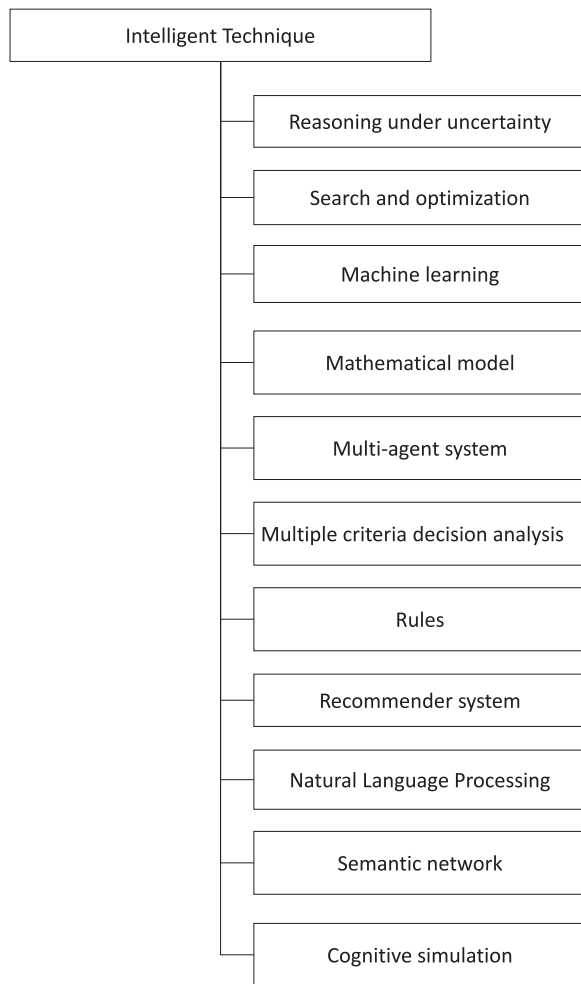 Intelligent Technique
Reasoning under uncertainty
Search and optimization
Machine learning
Mathematical model
Multi-agent system
Multiple criteria decision analysis
Rules
Recommender system
Natural Language Processing
Semantic network
Cognitive simulation